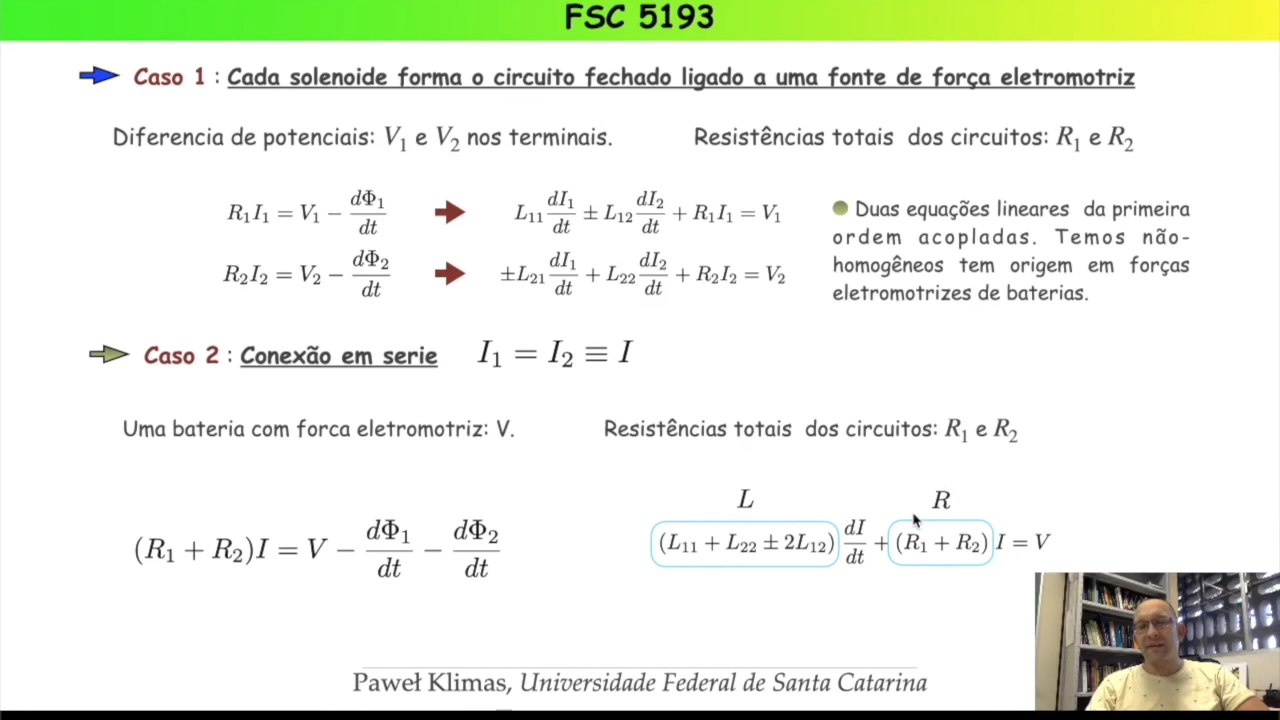 FSC 5193
Caso 1 : Cada solenoide forma o circuito fechado ligado a uma fonte de força eletromotriz
Diferencia de potenciais: V₁ e V₂ nos terminais.
Resistências totais dos circuitos: R₁ e R₂
R₁I₁ = V₁ − dΦ₁/dt
L₁₁ dI₁/dt ± L₁₂ dI₂/dt + R₁I₁ = V₁
R₂I₂ = V₂ − dΦ₂/dt
±L₂₁ dI₁/dt + L₂₂ dI₂/dt + R₂I₂ = V₂
Duas equações lineares da primeira
ordem acopladas. Temos não-
homogêneos tem origem em forças
eletromotrizes de baterias.
Caso 2 : Conexão em serie I₁ = I₂ ≡ I
Uma bateria com forca eletromotriz: V.
Resistências totais dos circuitos: R₁ e R₂
(R₁ + R₂)I = V − dΦ₁/dt − dΦ₂/dt
L R
(L₁₁ + L₂₂ ± 2L₁₂) dI/dt + (R₁ + R₂) I = V
Paweł Klimas, Universidade Federal de Santa Catarina